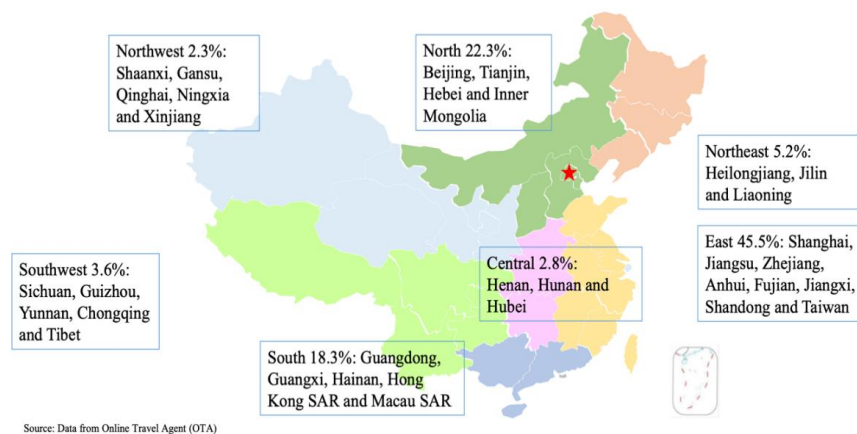 Northwest 2.3%:
Shaanxi, Gansu,
Qinghai, Ningxia
and Xinjiang
North 22.3%:
Beijing, Tianjin,
Hebei and Inner
Mongolia
Northeast 5.2%:
Heilongjiang, Jilin
and Liaoning
Southwest 3.6%:
Sichuan, Guizhou,
Yunnan, Chongqing
and Tibet
Central 2.8%:
Henan, Hunan and
Hubei
East 45.5%: Shanghai,
Jiangsu, Zhejiang,
Anhui, Fujian, Jiangxi,
Shandong and Taiwan
South 18.3%: Guangdong,
Guangxi, Hainan, Hong
Kong SAR and Macau SAR
Source: Data from Online Travel Agent (OTA)